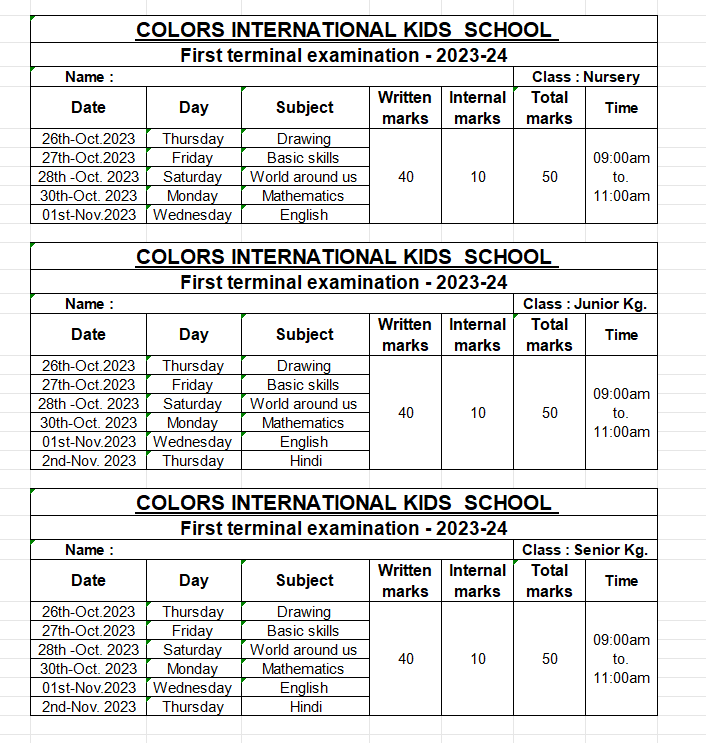 COLORS INTERNATIONAL KIDS  SCHOOL
First terminal examination - 2023-24
Name : Class : Nursery
Date Day Subject Written marks Internal marks Total marks Time
26th-Oct.2023 Thursday Drawing
27th-Oct.2023 Friday Basic skills 09:00am
28th -Oct. 2023 Saturday World around us 40 10 50 to.
30th-Oct. 2023 Monday Mathematics 11:00am
01st-Nov.2023 Wednesday English
COLORS INTERNATIONAL KIDS  SCHOOL
First terminal examination - 2023-24
Name : Class : Junior Kg.
Date Day Subject Written marks Internal marks Total marks Time
26th-Oct.2023 Thursday Drawing
27th-Oct.2023 Friday Basic skills 09:00am
28th -Oct. 2023 Saturday World around us 40 10 50 to.
30th-Oct. 2023 Monday Mathematics 11:00am
01st-Nov.2023 Wednesday English
2nd-Nov. 2023 Thursday Hindi
COLORS INTERNATIONAL KIDS  SCHOOL
First terminal examination - 2023-24
Name : Class : Senior Kg.
Date Day Subject Written marks Internal marks Total marks Time
26th-Oct.2023 Thursday Drawing
27th-Oct.2023 Friday Basic skills 09:00am
28th -Oct. 2023 Saturday World around us 40 10 50 to.
30th-Oct. 2023 Monday Mathematics 11:00am
01st-Nov.2023 Wednesday English
2nd-Nov. 2023 Thursday Hindi